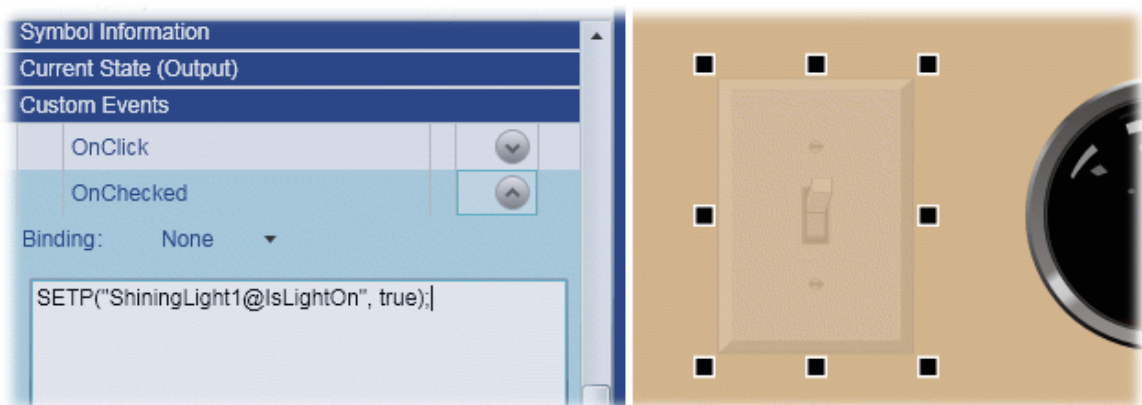 Symbol Information
Current State (Output)
Custom Events
OnClick
OnChecked
Binding: None
SETP("ShiningLight1@IsLightOn", true);